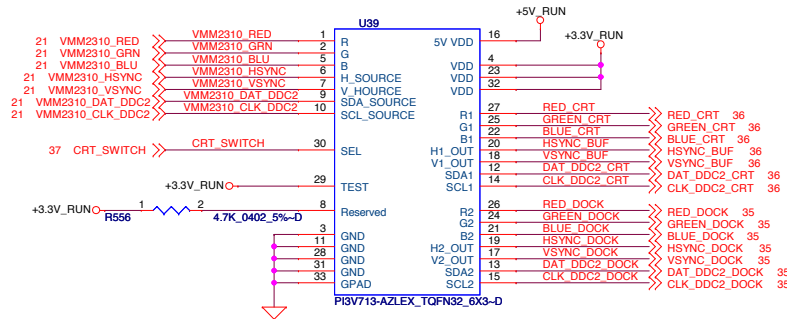 U39
+5V_RUN
+3.3V_RUN
21 VMM2310_RED VMM2310_RED 1 R
21 VMM2310_GRN VMM2310_GRN 2 G
21 VMM2310_BLU VMM2310_BLU 5 B
21 VMM2310_HSYNC VMM2310_HSYNC 6 H_SOURCE
21 VMM2310_VSYNC VMM2310_VSYNC 7 V_HOURCE
21 VMM2310_DAT_DDC2 VMM2310_DAT_DDC2 9 SDA_SOURCE
21 VMM2310_CLK_DDC2 VMM2310_CLK_DDC2 10 SCL_SOURCE
37 CRT_SWITCH CRT_SWITCH 30 SEL
+3.3V_RUN 29 TEST
+3.3V_RUN R556 1 2 4.7K_0402_5%~D 8 Reserved
3 GND
11 GND
28 GND
31 GND
33 GPAD
5V VDD 16
VDD 4
VDD 23
VDD 32
R1 27 RED_CRT RED_CRT 36
G1 25 GREEN_CRT GREEN_CRT 36
B1 22 BLUE_CRT BLUE_CRT 36
H1_OUT 20 HSYNC_BUF HSYNC_BUF 36
V1_OUT 18 VSYNC_BUF VSYNC_BUF 36
SDA1 12 DAT_DDC2_CRT DAT_DDC2_CRT 36
SCL1 14 CLK_DDC2_CRT CLK_DDC2_CRT 36
R2 26 RED_DOCK RED_DOCK 35
G2 24 GREEN_DOCK GREEN_DOCK 35
B2 21 BLUE_DOCK BLUE_DOCK 35
H2_OUT 19 HSYNC_DOCK HSYNC_DOCK 35
V2_OUT 17 VSYNC_DOCK VSYNC_DOCK 35
SDA2 13 DAT_DDC2_DOCK DAT_DDC2_DOCK 35
SCL2 15 CLK_DDC2_DOCK CLK_DDC2_DOCK 35
PI3V713-AZLEX_TQFN32_6X3~D